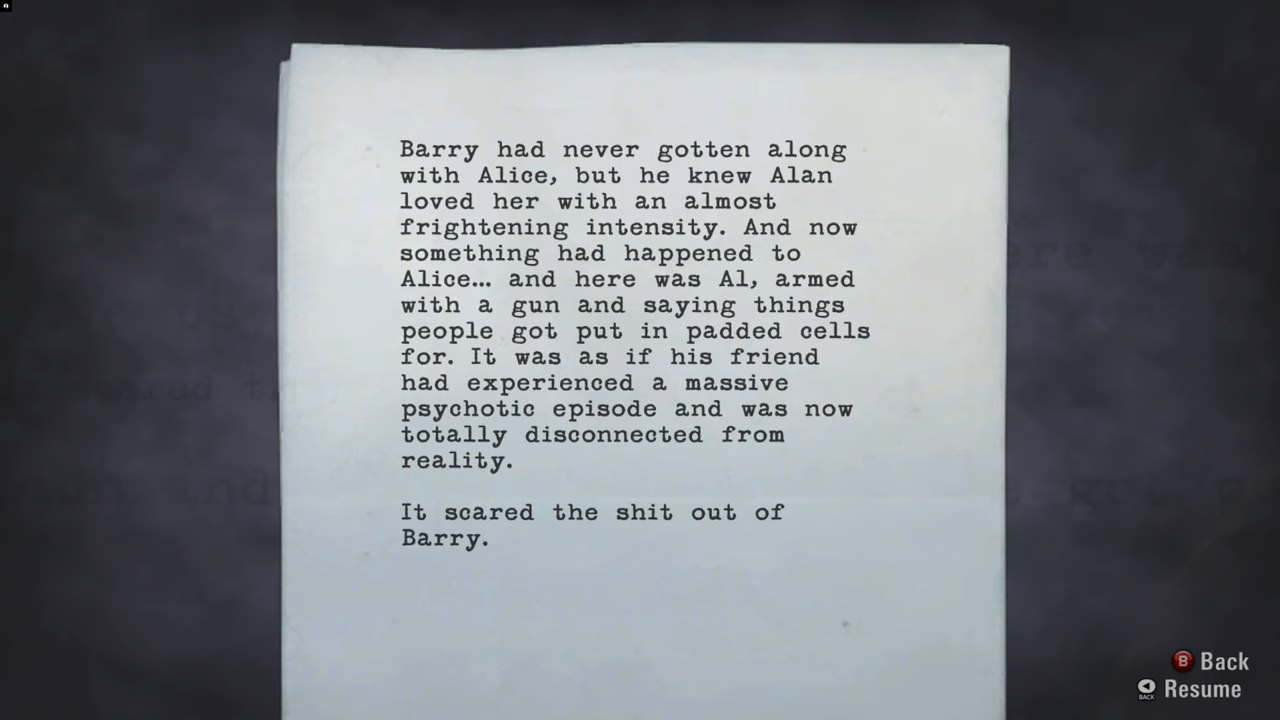 Barry had never gotten along
with Alice, but he knew Alan
loved her with an almost
frightening intensity. And now
something had happened to
Alice… and here was Al, armed
with a gun and saying things
people got put in padded cells
for. It was as if his friend
had experienced a massive
psychotic episode and was now
totally disconnected from
reality.
It scared the shit out of
Barry.
B Back
BACK Resume